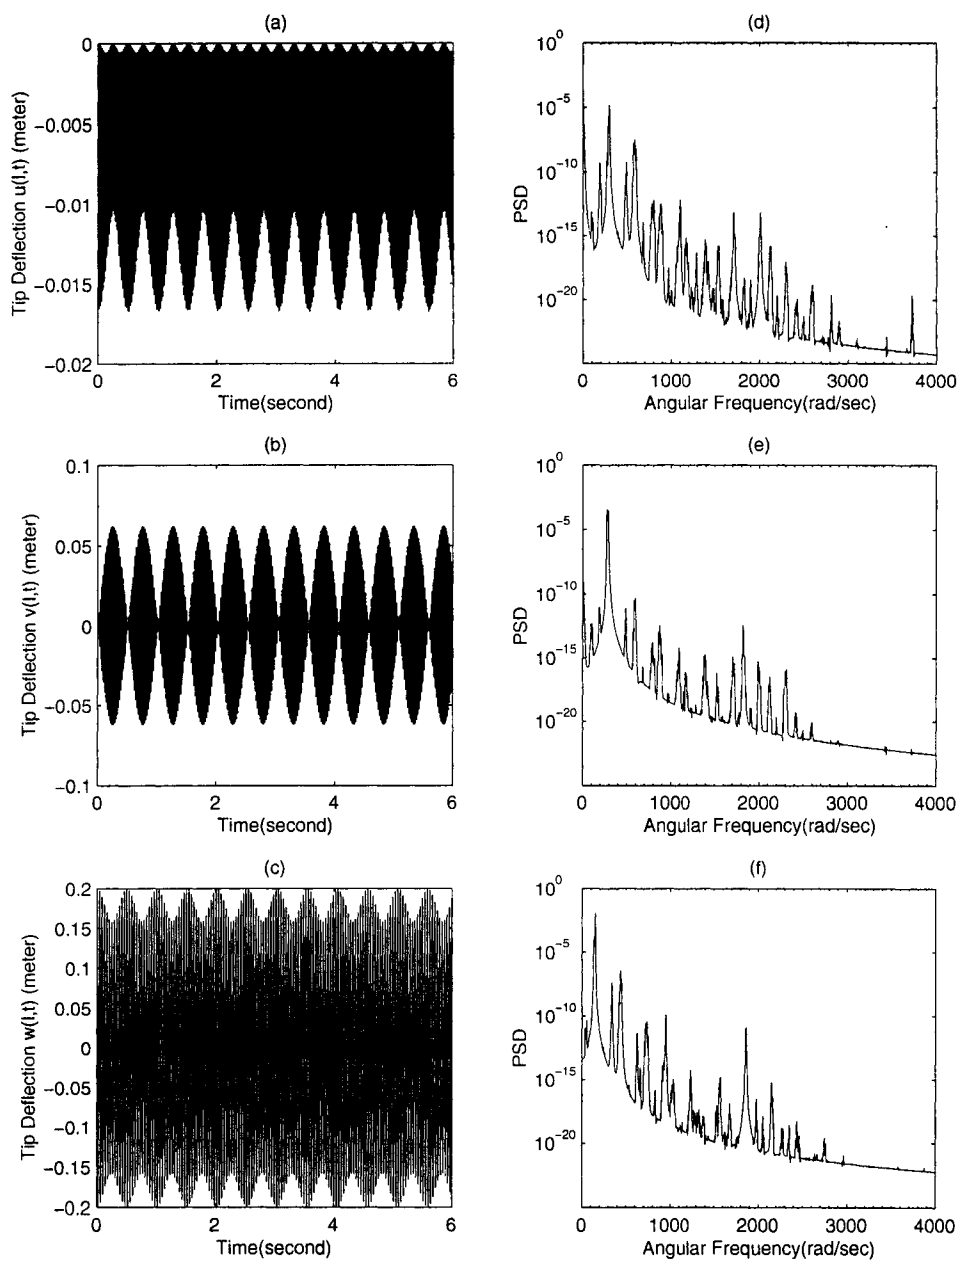 (a)
Tip Deflection u(l,t) (meter)
0
−0.005
−0.01
−0.015
−0.02
0 2 4 6
Time(second)
(d)
PSD
10^0
10^−5
10^−10
10^−15
10^−20
0 1000 2000 3000 4000
Angular Frequency(rad/sec)
(b)
Tip Deflection v(l,t) (meter)
0.1
0.05
0
−0.05
−0.1
0 2 4 6
Time(second)
(e)
PSD
10^0
10^−5
10^−10
10^−15
10^−20
0 1000 2000 3000 4000
Angular Frequency(rad/sec)
(c)
Tip Deflection w(l,t) (meter)
0.2
0.15
0.1
0.05
0
−0.05
−0.1
−0.15
−0.2
0 2 4 6
Time(second)
(f)
PSD
10^0
10^−5
10^−10
10^−15
10^−20
0 1000 2000 3000 4000
Angular Frequency(rad/sec)